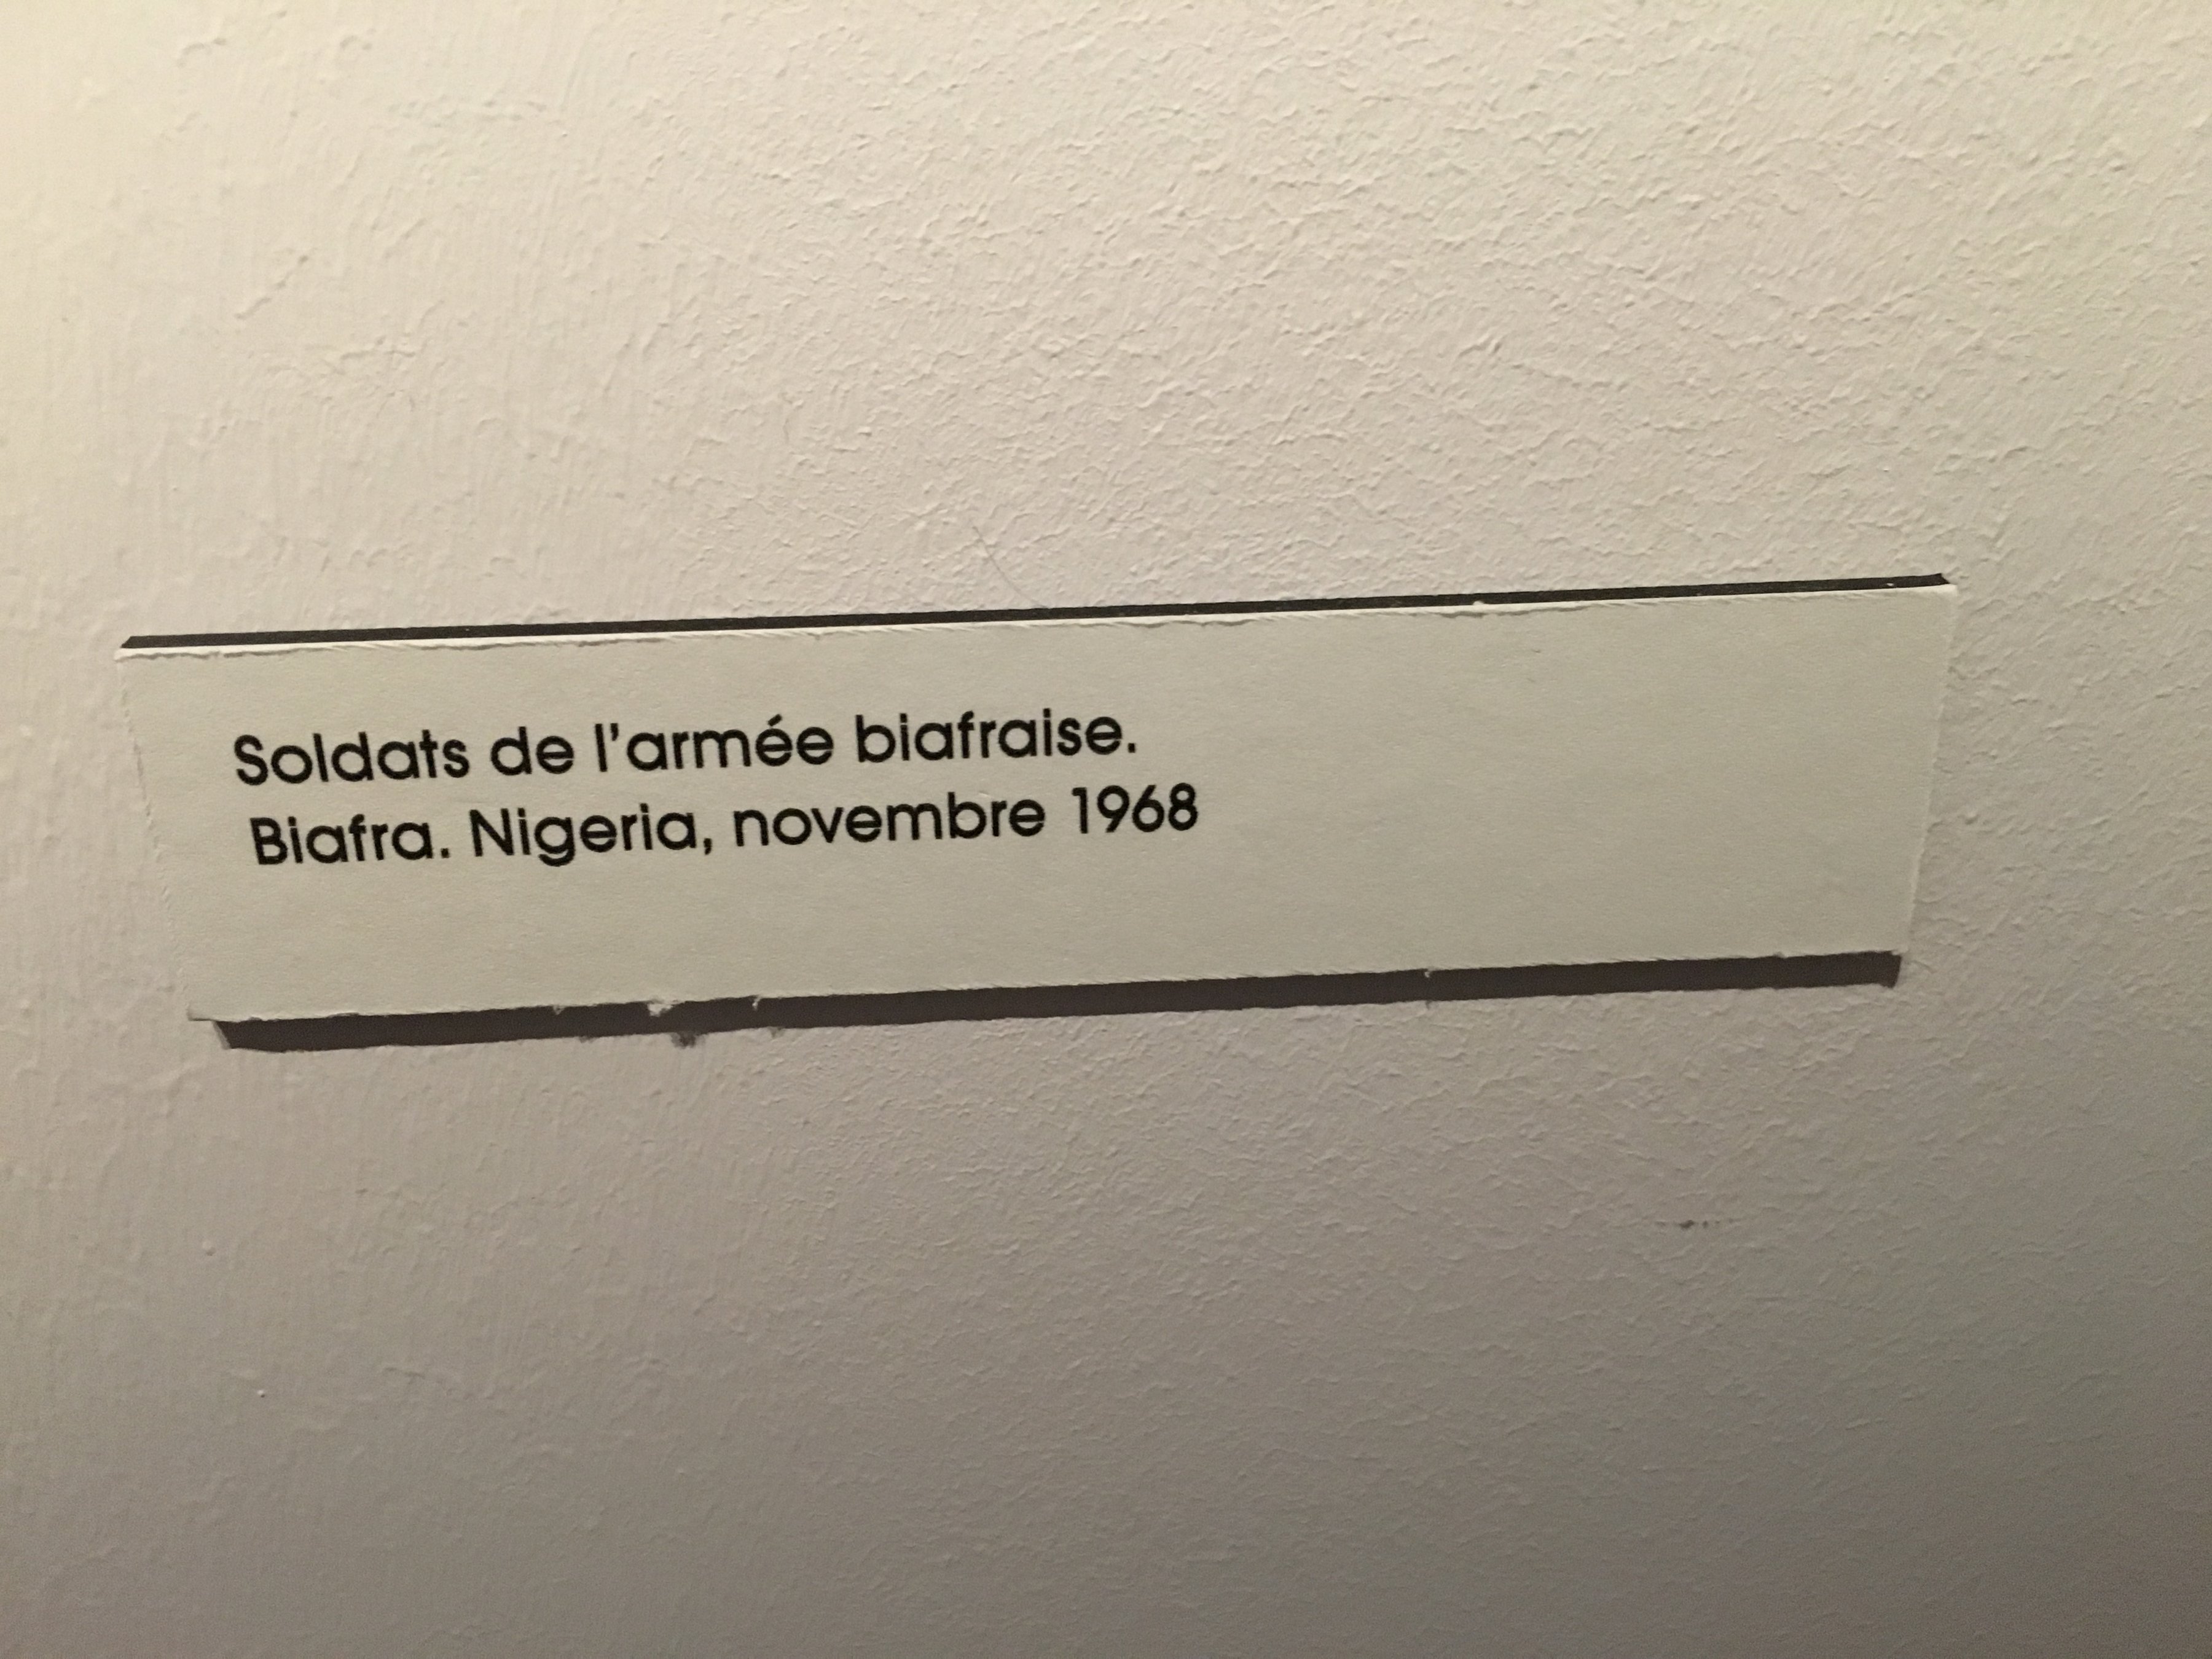 Soldats de l'armée biafraise.
Biafra. Nigeria, novembre 1968